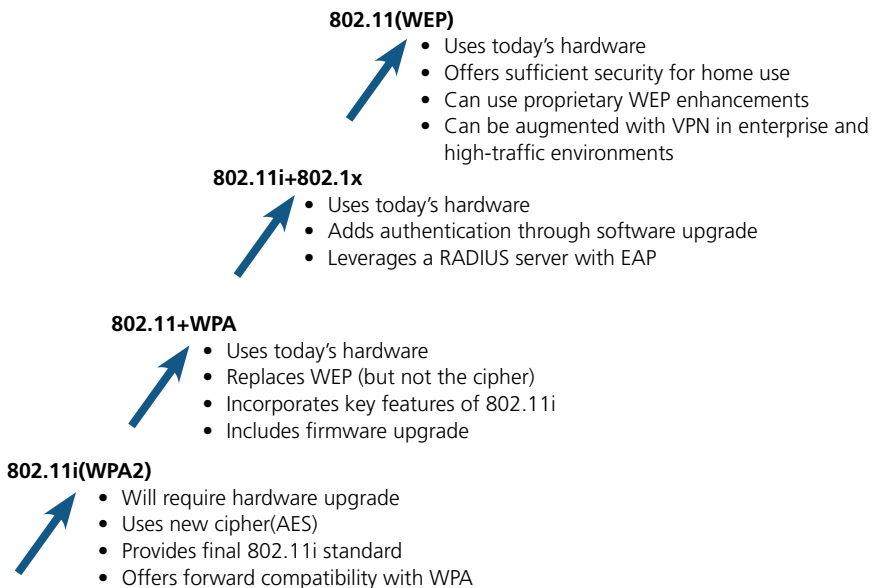 802.11(WEP)
• Uses today’s hardware
• Offers sufficient security for home use
• Can use proprietary WEP enhancements
• Can be augmented with VPN in enterprise and
high-traffic environments
802.11i+802.1x
• Uses today’s hardware
• Adds authentication through software upgrade
• Leverages a RADIUS server with EAP
802.11+WPA
• Uses today’s hardware
• Replaces WEP (but not the cipher)
• Incorporates key features of 802.11i
• Includes firmware upgrade
802.11i(WPA2)
• Will require hardware upgrade
• Uses new cipher(AES)
• Provides final 802.11i standard
• Offers forward compatibility with WPA